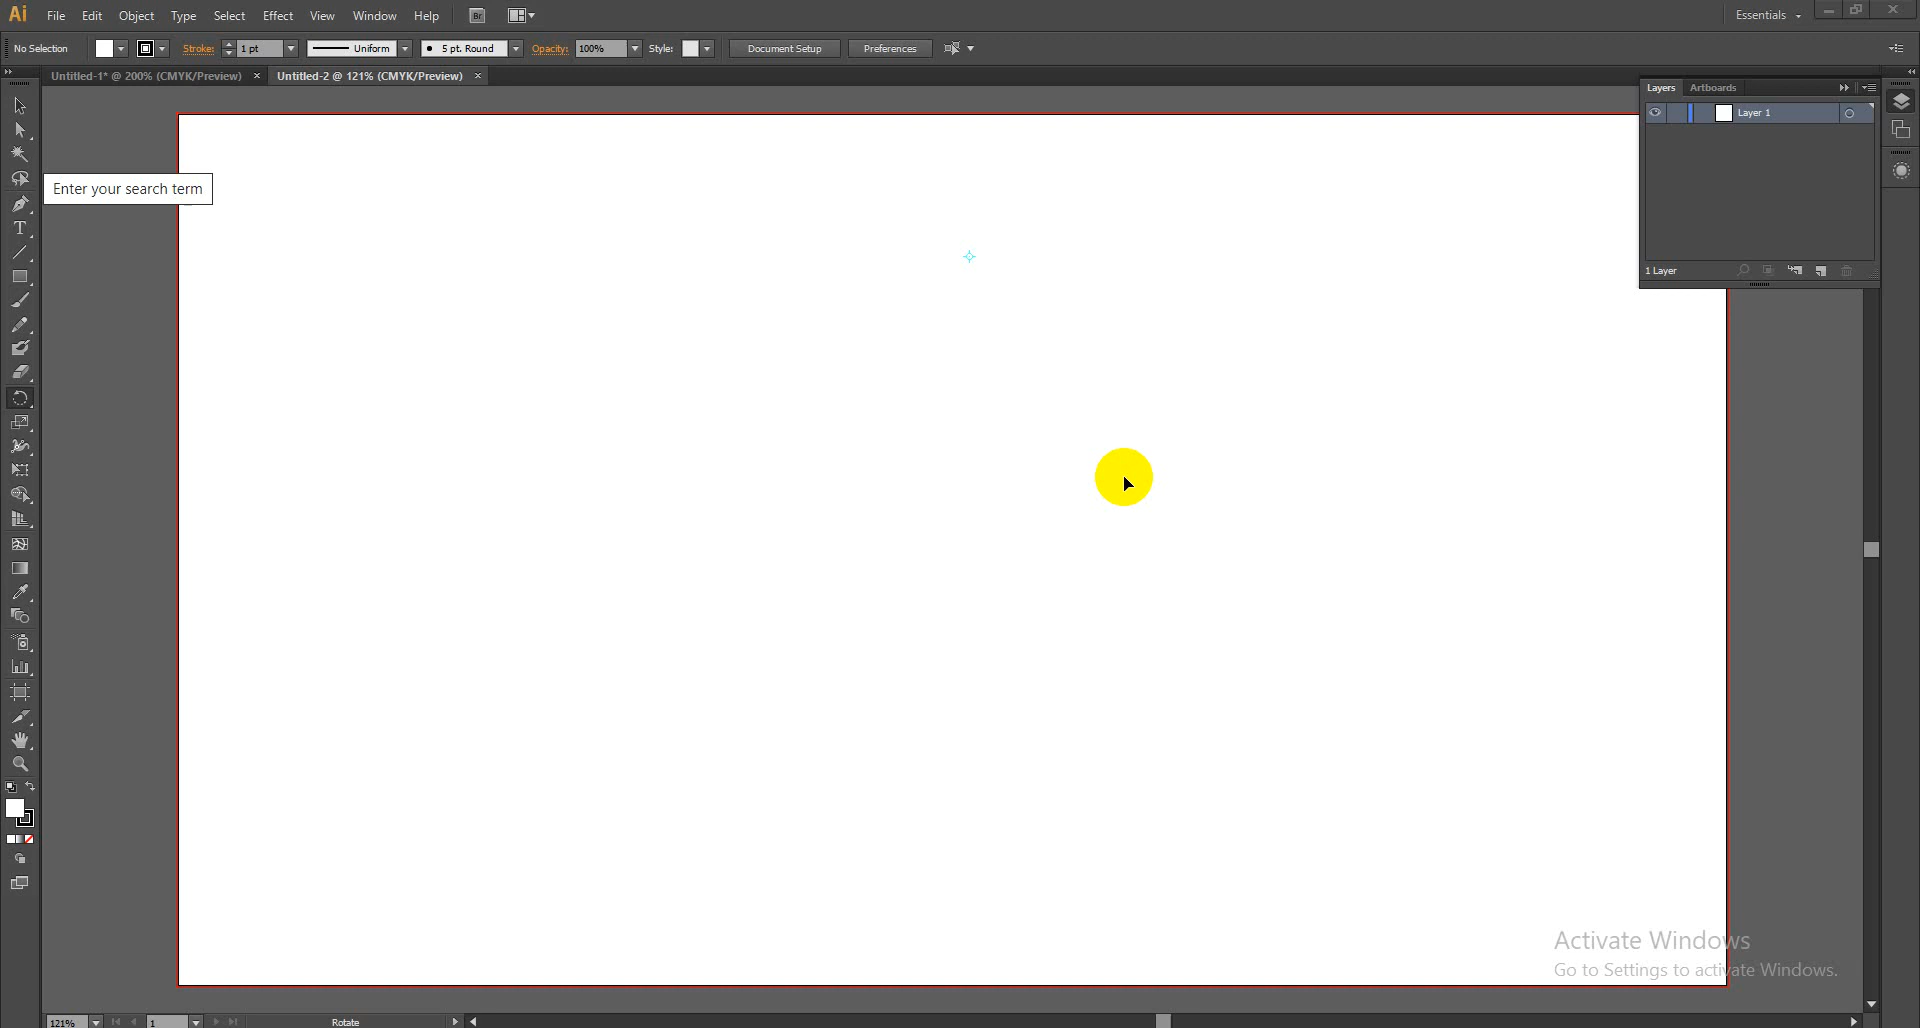 Ai File Edit Object Type Select Effect View Window Help Br Essentials
No Selection Stroke: 1 pt Uniform 5 pt. Round Opacity: 100% Style: Document Setup Preferences
Untitled-1* @ 200% (CMYK/Preview) × Untitled-2 @ 121% (CMYK/Preview) ×
Layers Artboards
Layer 1
1 Layer
Enter your search term
T
Activate Windows
Go to Settings to activate Windows.
121% 1 Rotate